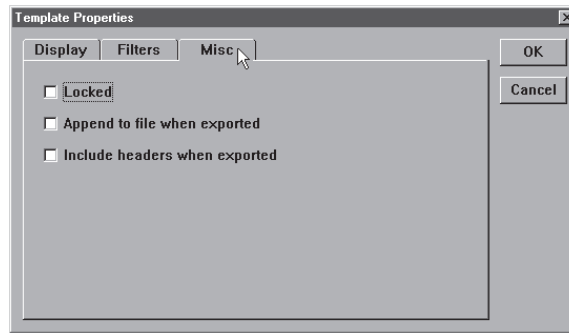 Template Properties
Display Filters Misc
OK
Cancel
Locked
Append to file when exported
Include headers when exported